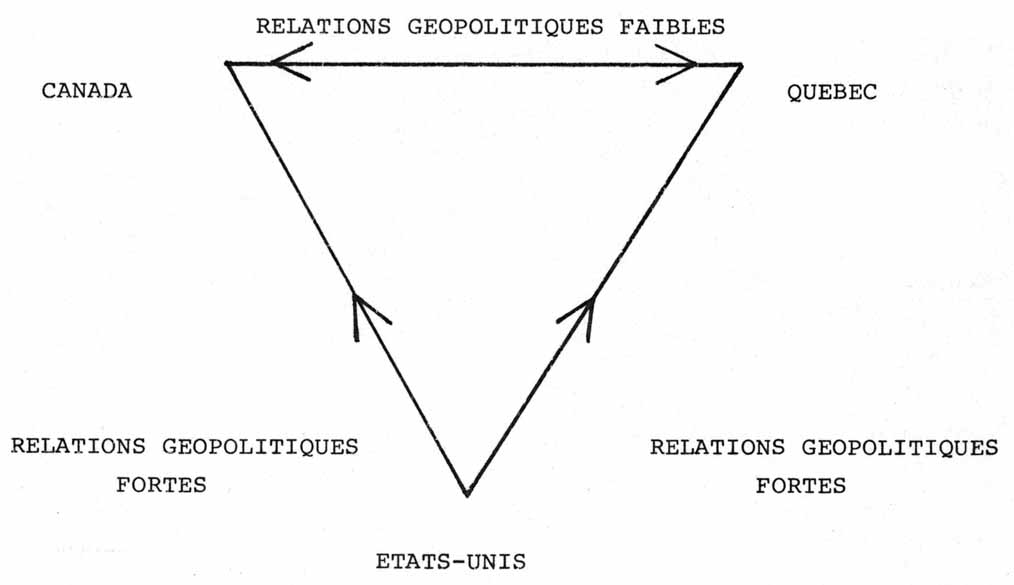 RELATIONS GEOPOLITIQUES FAIBLES
CANADA
QUEBEC
RELATIONS GEOPOLITIQUES
FORTES
RELATIONS GEOPOLITIQUES
FORTES
ETATS-UNIS